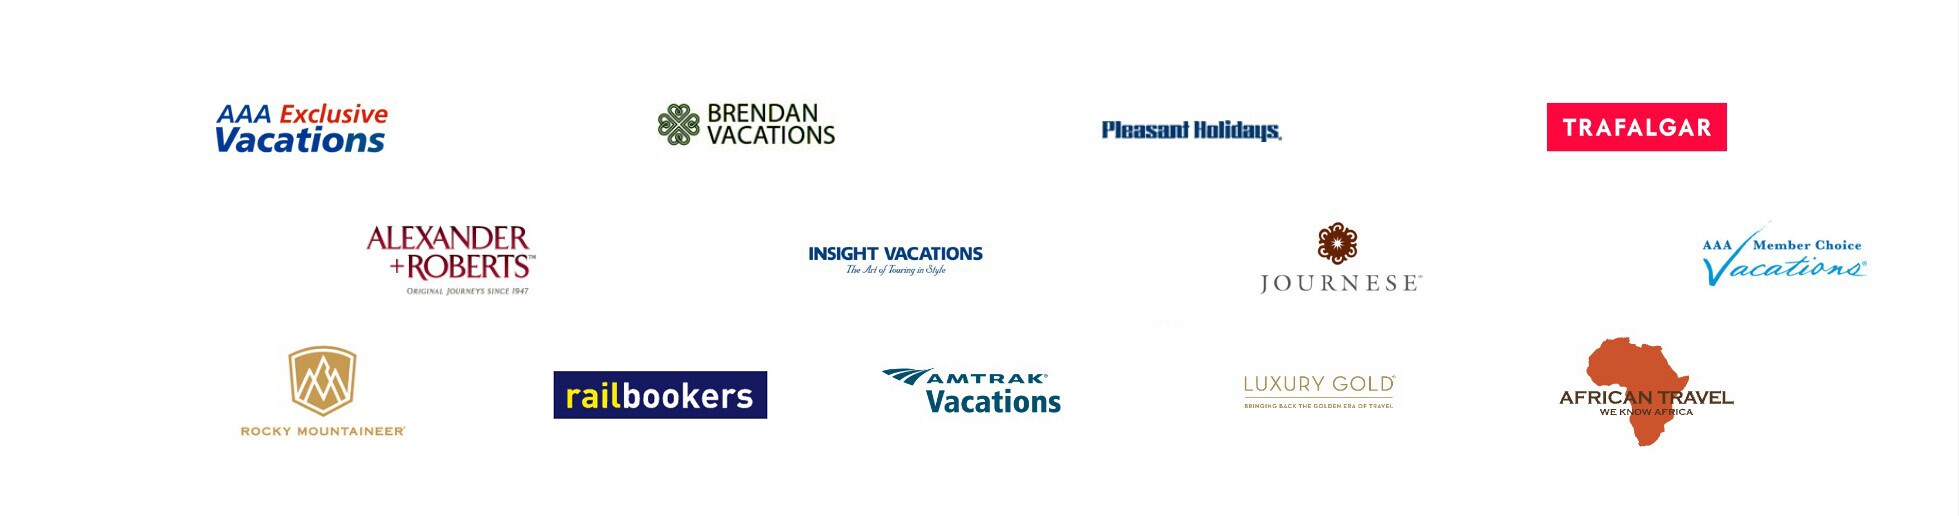 AAA Exclusive
Vacations
BRENDAN
VACATIONS
Pleasant Holidays®
TRAFALGAR
ALEXANDER
+ROBERTS™
ORIGINAL JOURNEYS SINCE 1947
INSIGHT VACATIONS
The Art of Touring in Style
JOURNESE
AAA Member Choice
Vacations®
ROCKY MOUNTAINEER®
railbookers
AMTRAK®
Vacations
LUXURY GOLD®
BRINGING BACK THE GOLDEN ERA OF TRAVEL
AFRICAN TRAVEL
WE KNOW AFRICA